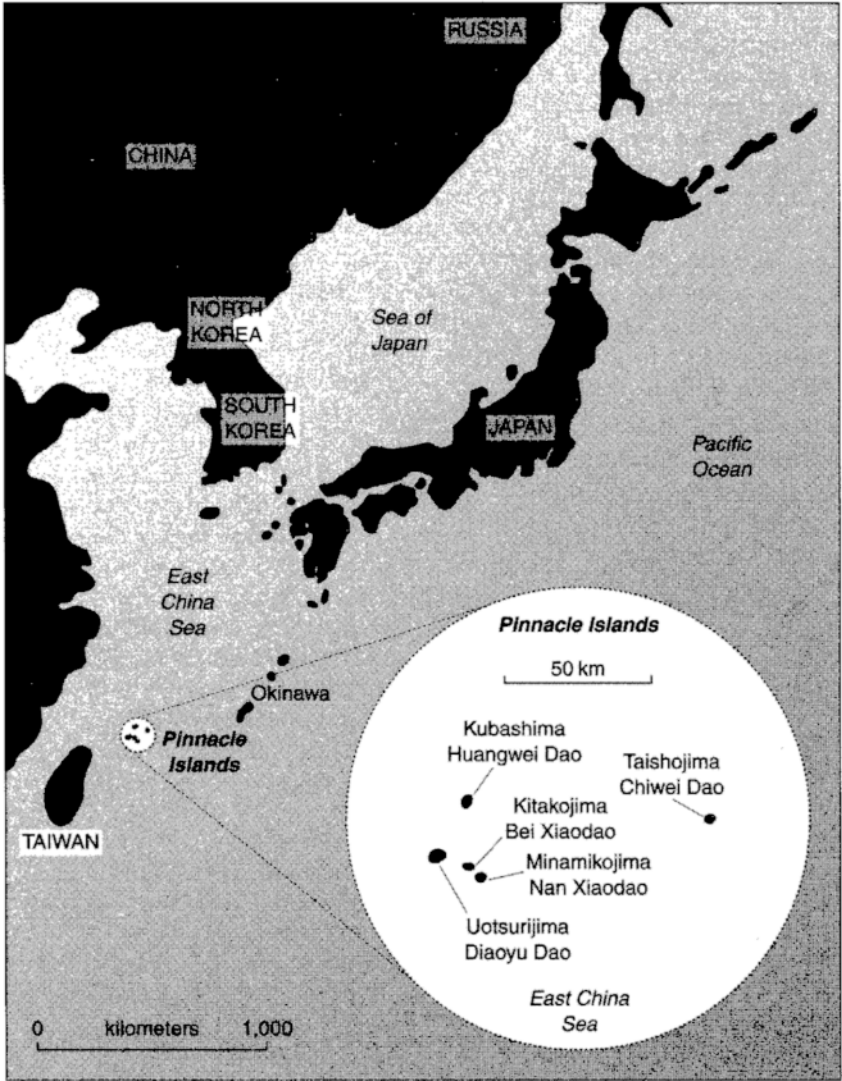 RUSSIA
CHINA
NORTH
KOREA
Sea of
Japan
SOUTH
KOREA
JAPAN
Pacific
Ocean
East
China
Sea
Okinawa
Pinnacle
Islands
TAIWAN
Pinnacle Islands
50 km
Kubashima
Huangwei Dao
Taishojima
Chiwei Dao
Kitakojima
Bei Xiaodao
Minamikojima
Nan Xiaodao
Uotsurijima
Diaoyu Dao
East China
Sea
0 kilometers 1,000